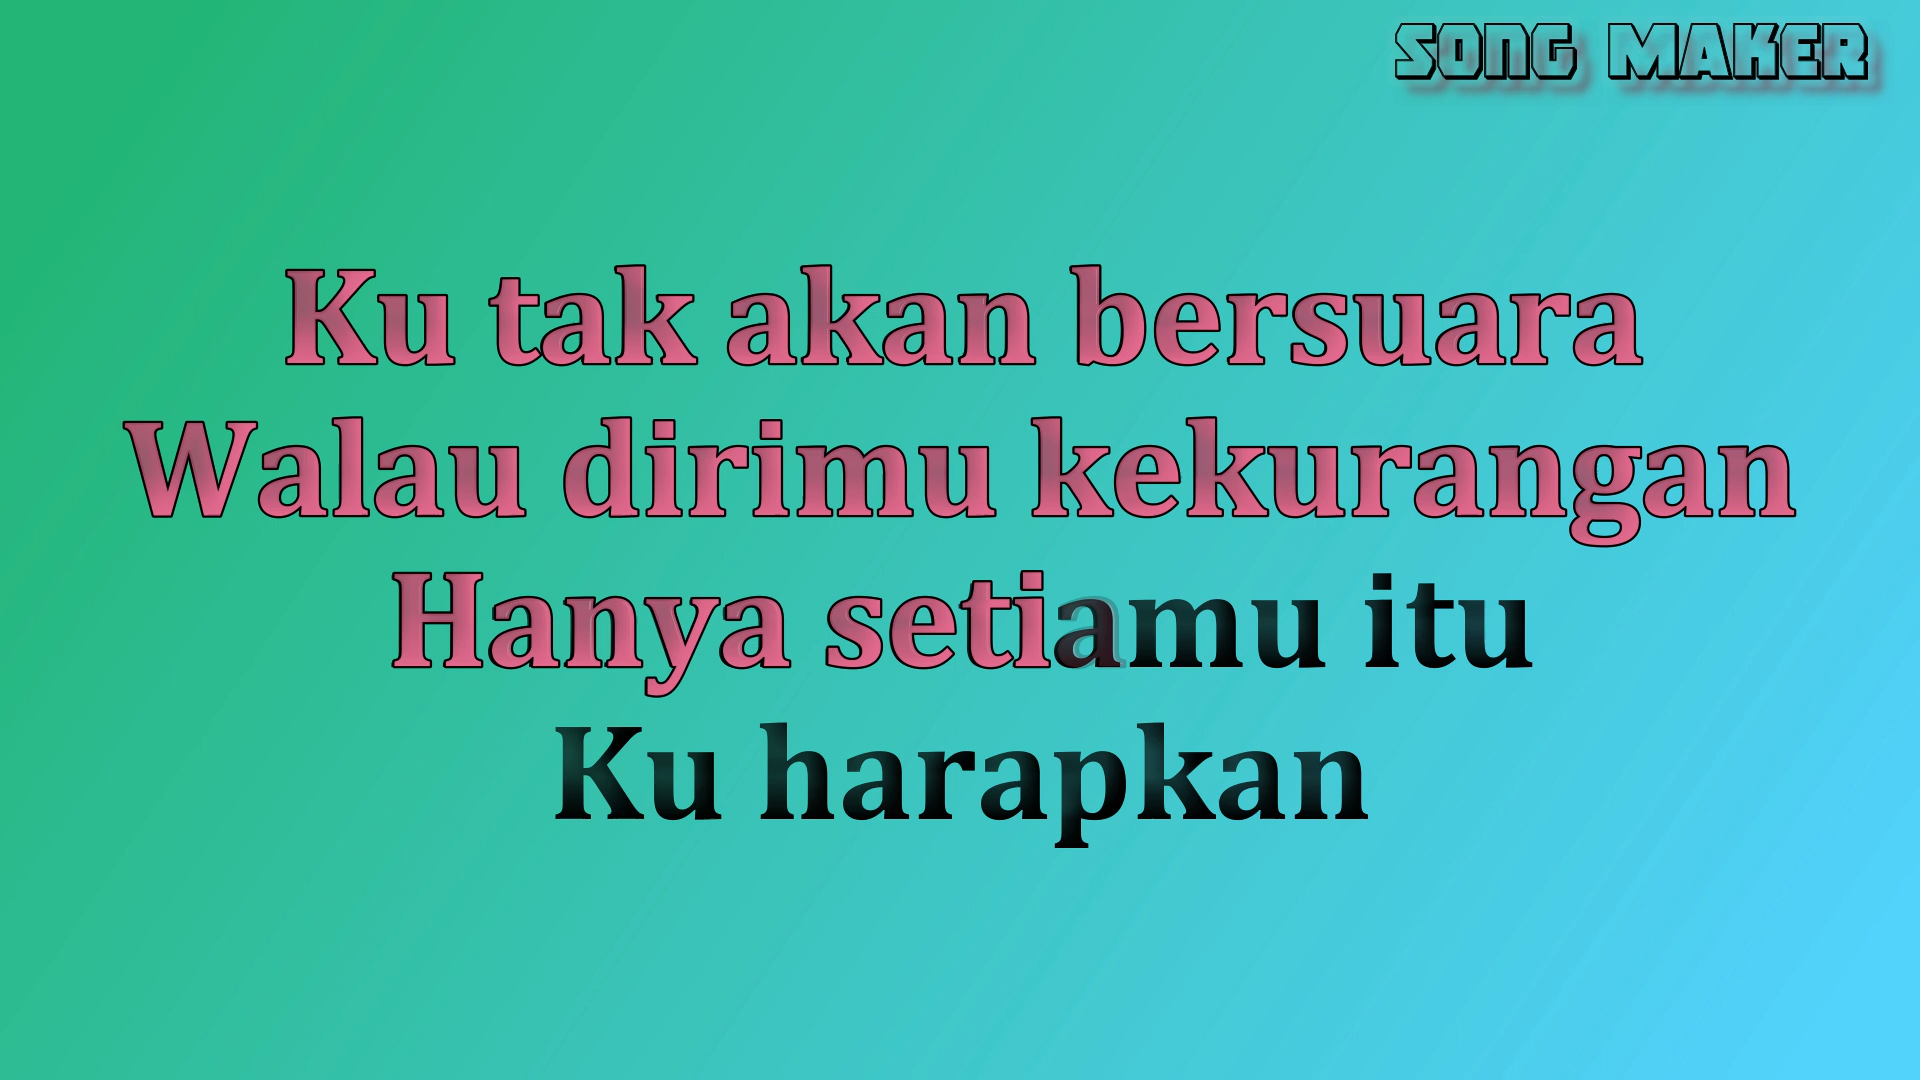 SONG MAKER
Ku tak akan bersuara
Walau dirimu kekurangan
Hanya setiamu itu
Ku harapkan